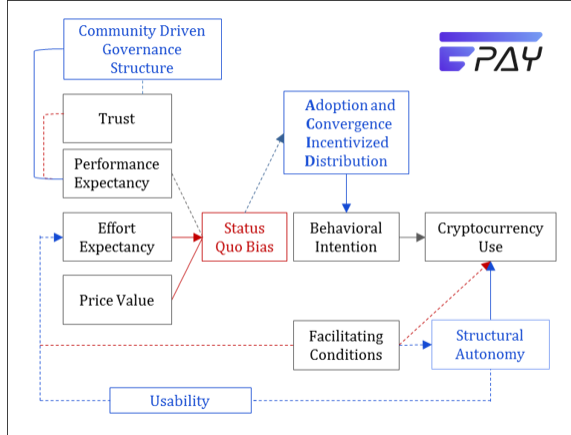 Community Driven
Governance
Structure
EPAY
Trust
Adoption and
Convergence
Incentivized
Distribution
Performance
Expectancy
Effort
Expectancy
Status
Quo Bias
Behavioral
Intention
Cryptocurrency
Use
Price Value
Facilitating
Conditions
Structural
Autonomy
Usability